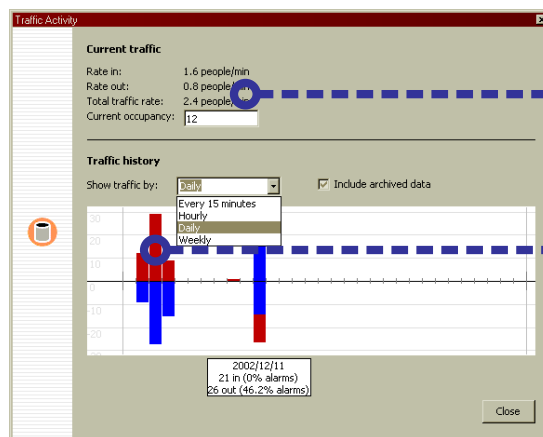 Traffic Activity
Current traffic
Rate in: 1.6 people/min
Rate out: 0.8 people/min
Total traffic rate: 2.4 people/min
Current occupancy: 12
Traffic history
Show traffic by: Daily Include archived data
Every 15 minutes
Hourly
Daily
Weekly
30
20
10
0
-10
-20
2002/12/11
21 in (0% alarms)
26 out (46.2% alarms)
Close